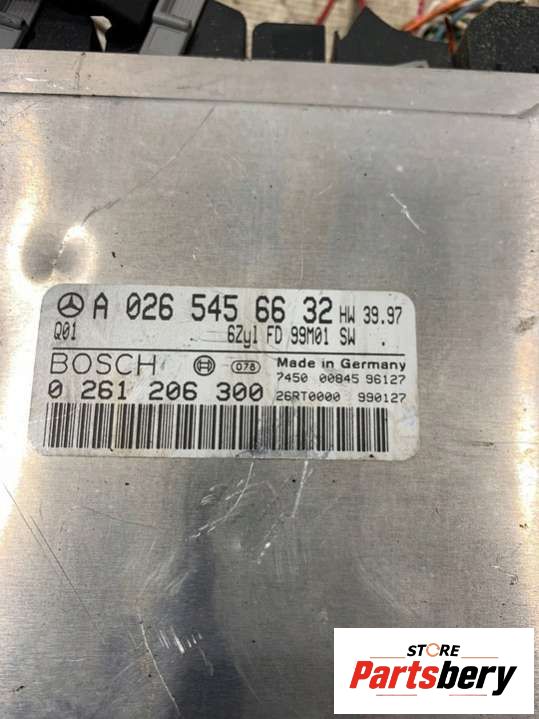 A 026 545 66 32 HW 39.97
Q01 6Zyl FD 99M01 SW .
BOSCH 078 Made in Germany
7450 00845 96127
0 261 206 300 26RT0000 990127
STORE
Partsbery